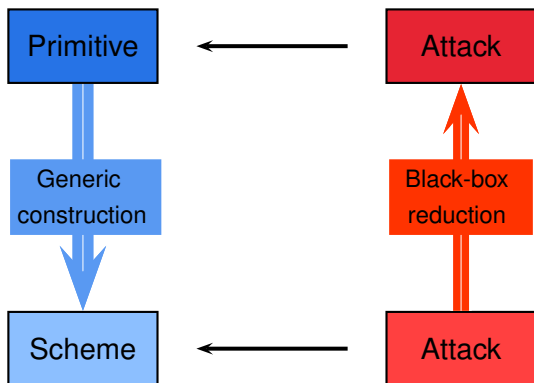 Primitive
Attack
Generic
construction
Black-box
reduction
Scheme
Attack